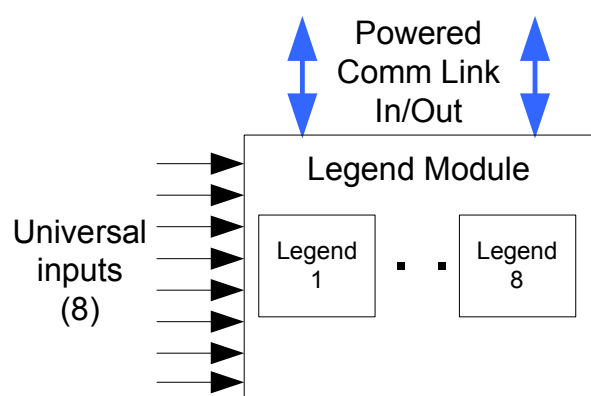 Powered
Comm Link
In/Out
Legend Module
Universal
inputs
(8)
Legend
1
Legend
8